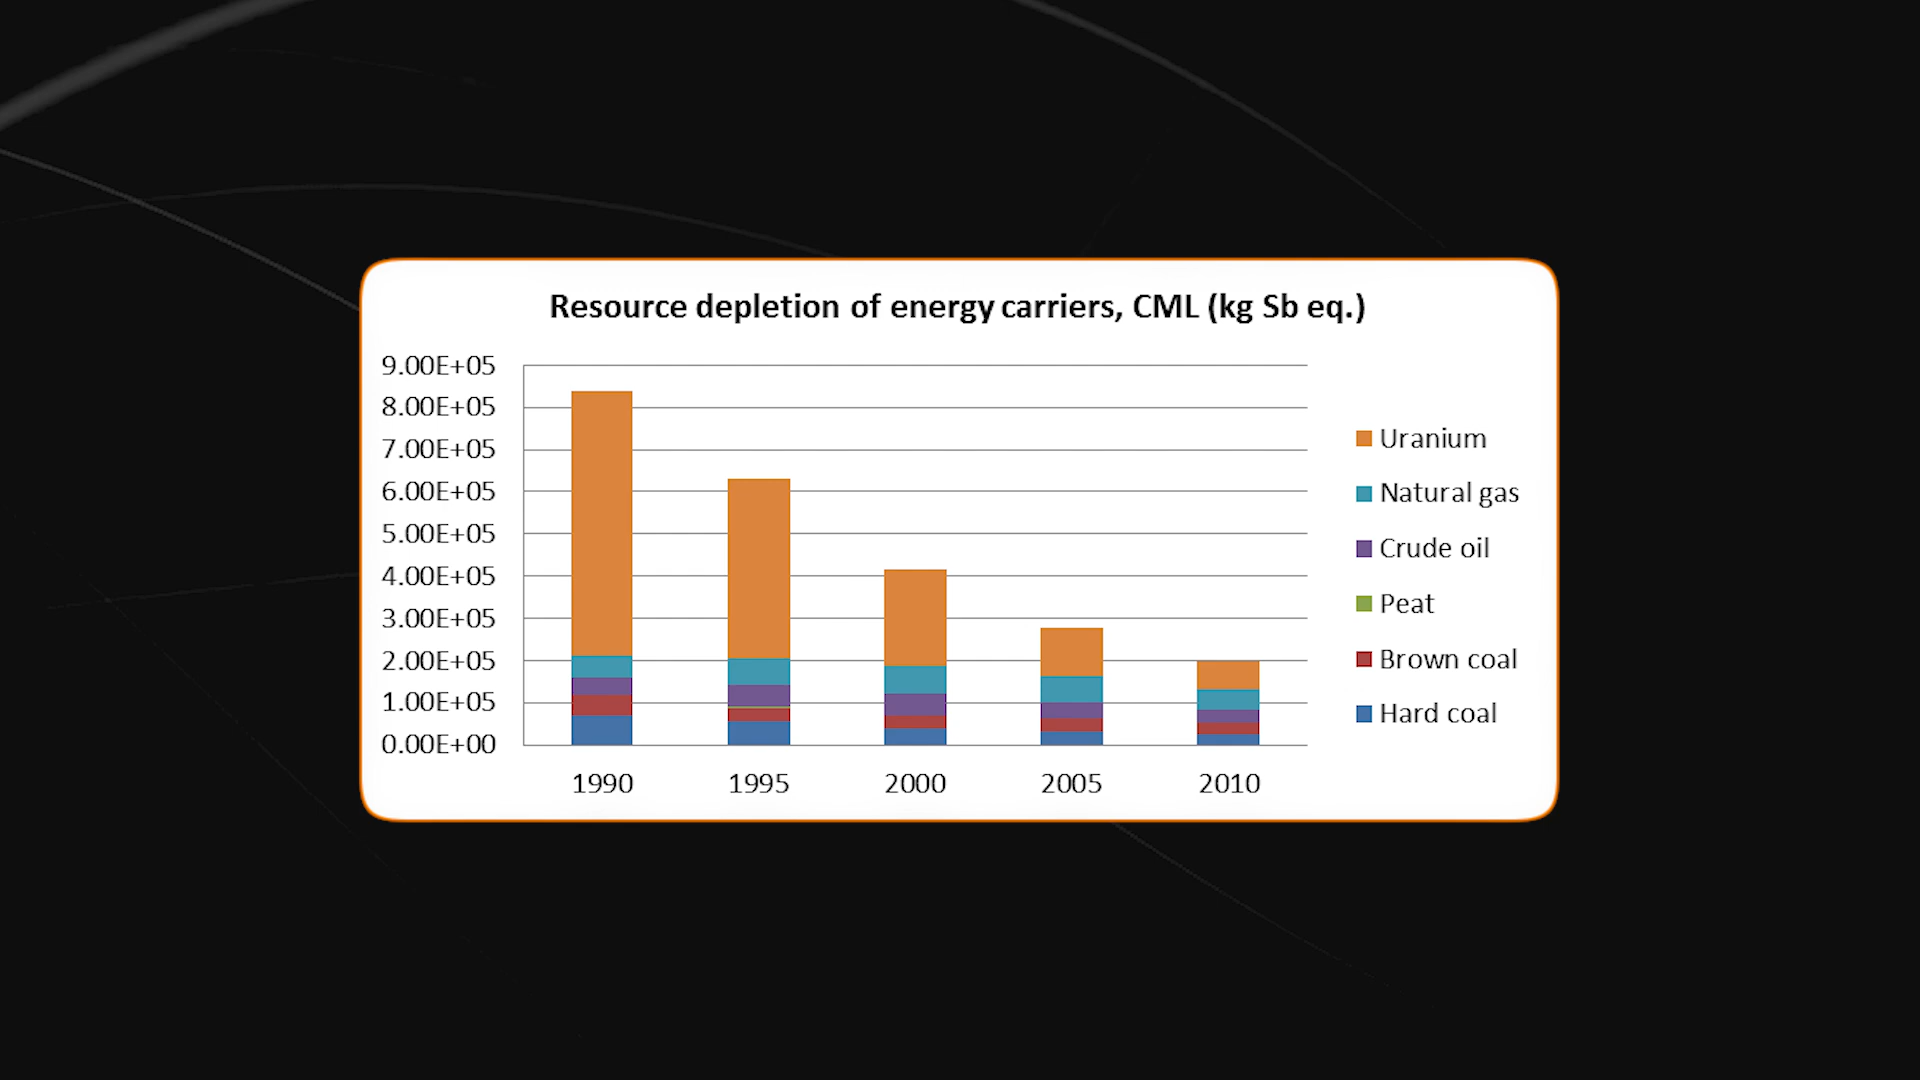 Resource depletion of energy carriers, CML (kg Sb eq.)
9.00E+05
8.00E+05
7.00E+05
6.00E+05
5.00E+05
4.00E+05
3.00E+05
2.00E+05
1.00E+05
0.00E+00
1990 1995 2000 2005 2010
Uranium
Natural gas
Crude oil
Peat
Brown coal
Hard coal